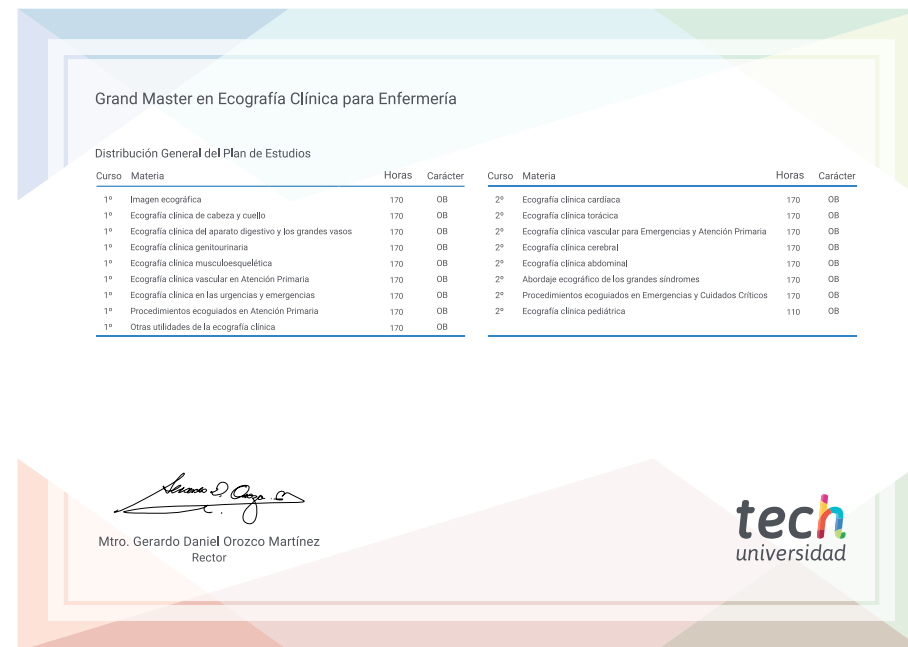 Grand Master en Ecografía Clínica para Enfermería
Distribución General del Plan de Estudios
Curso Materia Horas Carácter
1º Imagen ecográfica 170 OB
1º Ecografía clínica de cabeza y cuello 170 OB
1º Ecografía clínica del aparato digestivo y los grandes vasos 170 OB
1º Ecografía clínica genitourinaria 170 OB
1º Ecografía clínica musculoesquelética 170 OB
1º Ecografía clínica vascular en Atención Primaria 170 OB
1º Ecografía clínica en las urgencias y emergencias 170 OB
1º Procedimientos ecoguiados en Atención Primaria 170 OB
1º Otras utilidades de la ecografía clínica 170 OB
Curso Materia Horas Carácter
2º Ecografía clínica cardíaca 170 OB
2º Ecografía clínica torácica 170 OB
2º Ecografía clínica vascular para Emergencias y Atención Primaria 170 OB
2º Ecografía clínica cerebral 170 OB
2º Ecografía clínica abdominal 170 OB
2º Abordaje ecográfico de los grandes síndromes 170 OB
2º Procedimientos ecoguiados en Emergencias y Cuidados Críticos 170 OB
2º Ecografía clínica pediátrica 110 OB
Mtro. Gerardo Daniel Orozco Martínez
Rector
tech
universidad